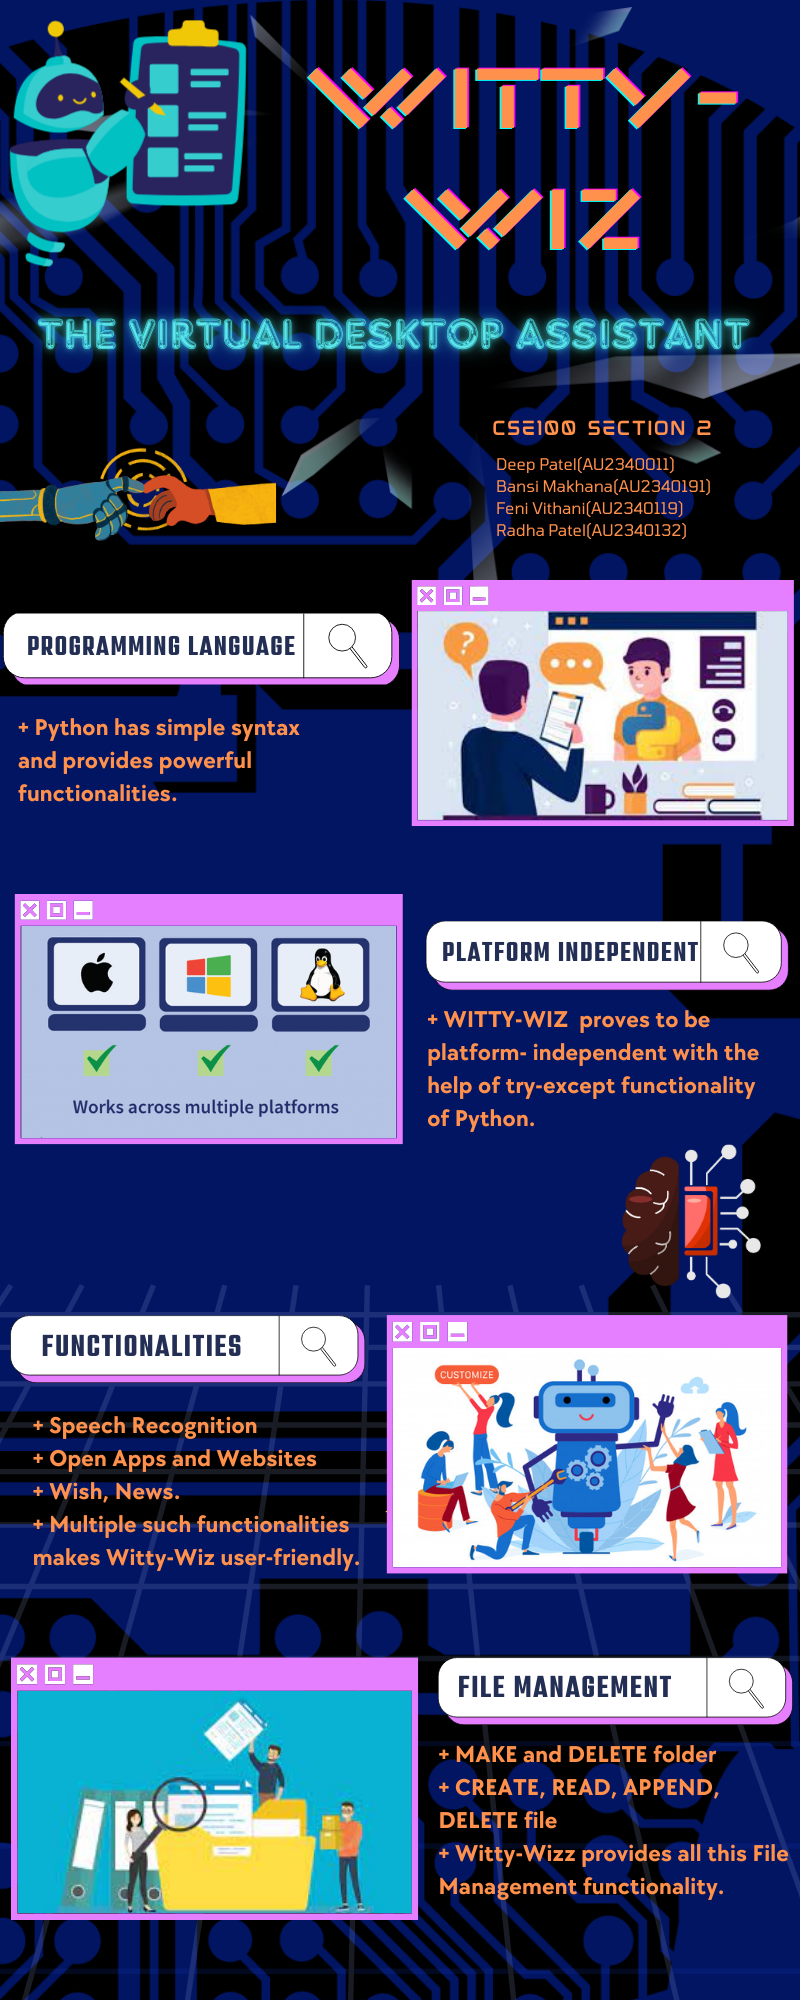 WITTY-
WIZ
THE VIRTUAL DESKTOP ASSISTANT
CSE100 SECTION 2
Deep Patel(AU2340011)
Bansi Makhana(AU2340191)
Feni Vithani(AU2340119)
Radha Patel(AU2340132)
PROGRAMMING LANGUAGE
+ Python has simple syntax
and provides powerful
functionalities.
?
Works across multiple platforms
PLATFORM INDEPENDENT
+ WITTY-WIZ proves to be
platform- independent with the
help of try-except functionality
of Python.
FUNCTIONALITIES
+ Speech Recognition
+ Open Apps and Websites
+ Wish, News.
+ Multiple such functionalities
makes Witty-Wiz user-friendly.
CUSTOMIZE
FILE MANAGEMENT
+ MAKE and DELETE folder
+ CREATE, READ, APPEND,
DELETE file
+ Witty-Wizz provides all this File
Management functionality.